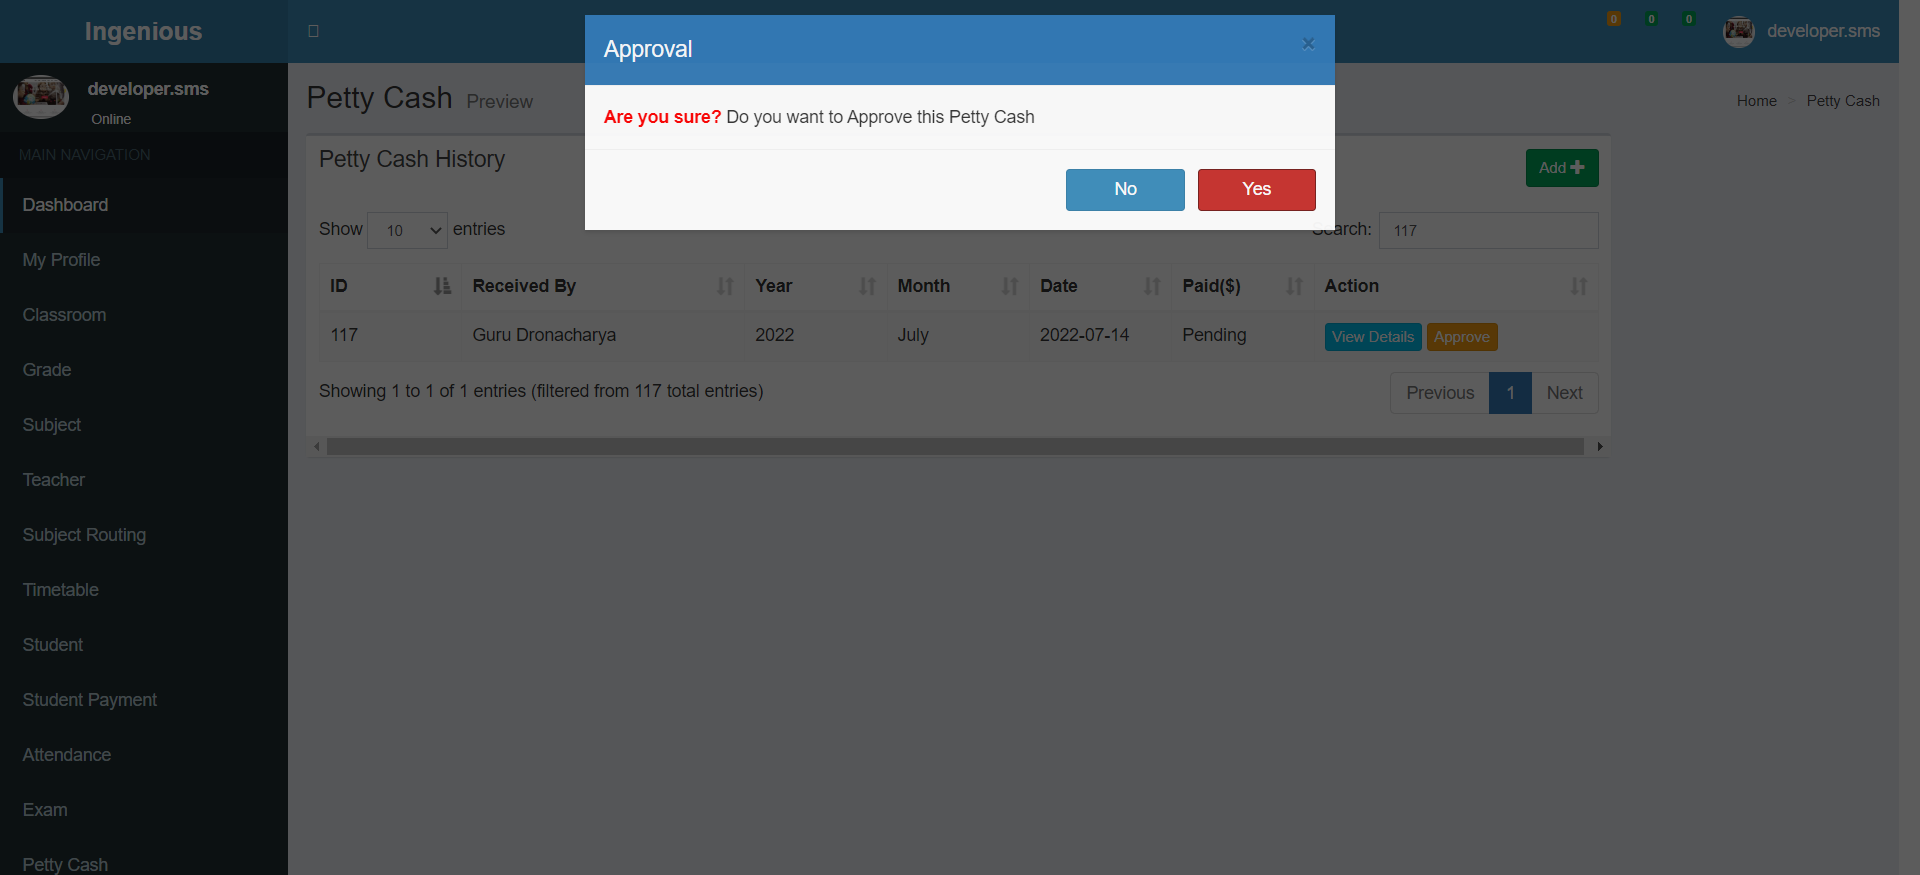 Ingenious
0 0 0 developer.sms
developer.sms
Online
MAIN NAVIGATION
Dashboard
My Profile
Classroom
Grade
Subject
Teacher
Subject Routing
Timetable
Student
Student Payment
Attendance
Exam
Petty Cash
Approval ×
Are you sure? Do you want to Approve this Petty Cash
No Yes
Petty Cash Preview
Home > Petty Cash
Petty Cash History
Add
Show 10 entries
Search: 117
ID Received By Year Month Date Paid($) Action
117 Guru Dronacharya 2022 July 2022-07-14 Pending View Details Approve
Showing 1 to 1 of 1 entries (filtered from 117 total entries)
Previous 1 Next